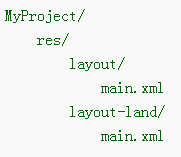 MyProject/
    res/
        layout/
            main.xml
        layout-land/
            main.xml